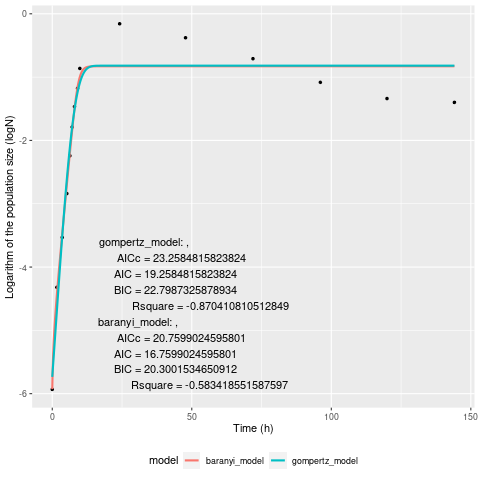 Logarithm of the population size (logN)
0
-2
-4
-6
gompertz_model: ,
AICc = 23.2584815823824
AIC = 19.2584815823824
BIC = 22.7987325878934
Rsquare = -0.870410810512849
baranyi_model: ,
AICc = 20.7599024595801
AIC = 16.7599024595801
BIC = 20.3001534650912
Rsquare = -0.583418551587597
0 50 100 150
Time (h)
model baranyi_model gompertz_model